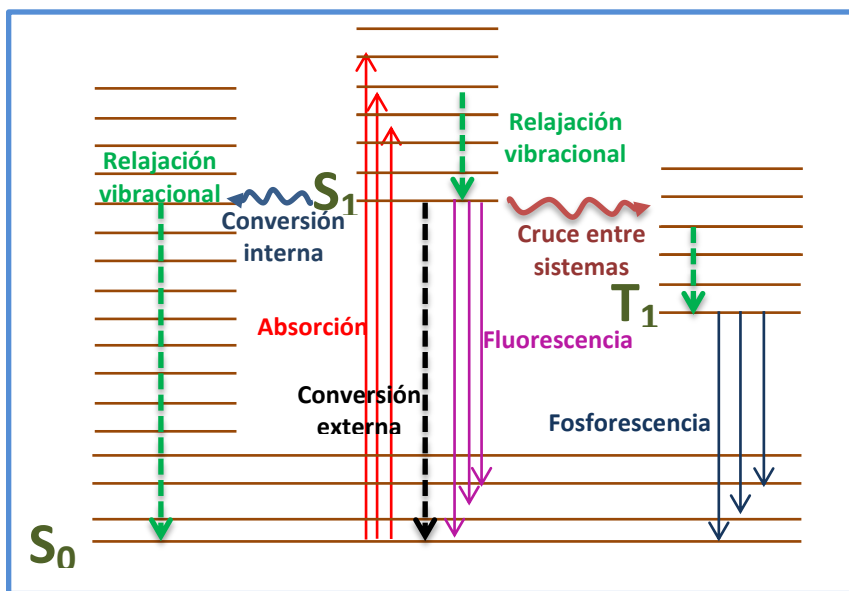 Relajación
vibracional
S₁
Conversión
interna
Relajación
vibracional
Cruce entre
sistemas
T₁
Absorción
Fluorescencia
Conversión
externa
Fosforescencia
S₀